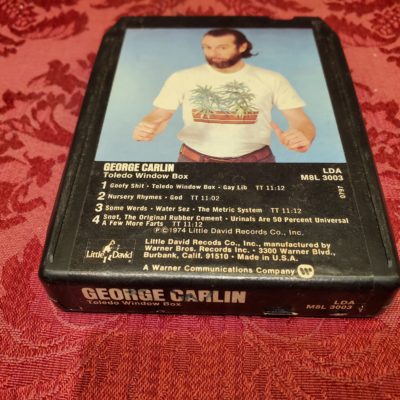 GEORGE CARLIN
Toledo Window Box
LDA
M8L 3003
0797
1 Goofy Shit • Toledo Window Box • Gay Lib TT 11:12
2 Nursery Rhymes • God TT 11:02
3 Some Words • Water Sez • The Metric System TT 11:12
4 Snot, The Original Rubber Cement • Urinals Are 50 Percent Universal
A Few More Farts TT 11:12
℗©1974 Little David Records Co., Inc.
Little David Records Co., Inc., manufactured by
Warner Bros. Records Inc. • 3300 Warner Blvd.,
Burbank, Calif. 91510 • Made in U.S.A.
A Warner Communications Company
Little David
GEORGE CARLIN
Toledo Window Box
LDA
M8L 3003